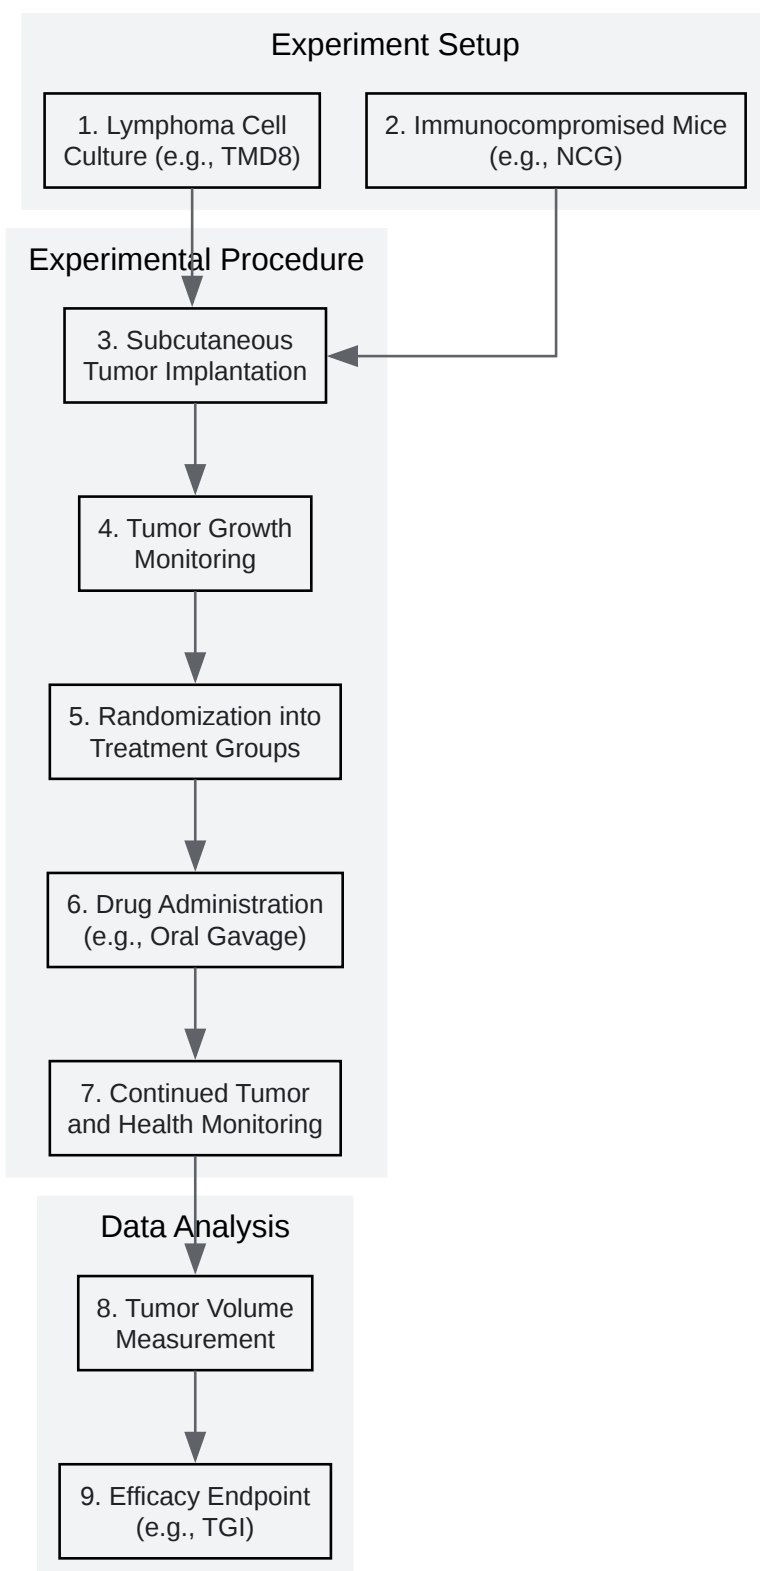 Experiment Setup
1. Lymphoma Cell
Culture (e.g., TMD8)
2. Immunocompromised Mice
(e.g., NCG)
Experimental Procedure
3. Subcutaneous
Tumor Implantation
4. Tumor Growth
Monitoring
5. Randomization into
Treatment Groups
6. Drug Administration
(e.g., Oral Gavage)
7. Continued Tumor
and Health Monitoring
Data Analysis
8. Tumor Volume
Measurement
9. Efficacy Endpoint
(e.g., TGI)